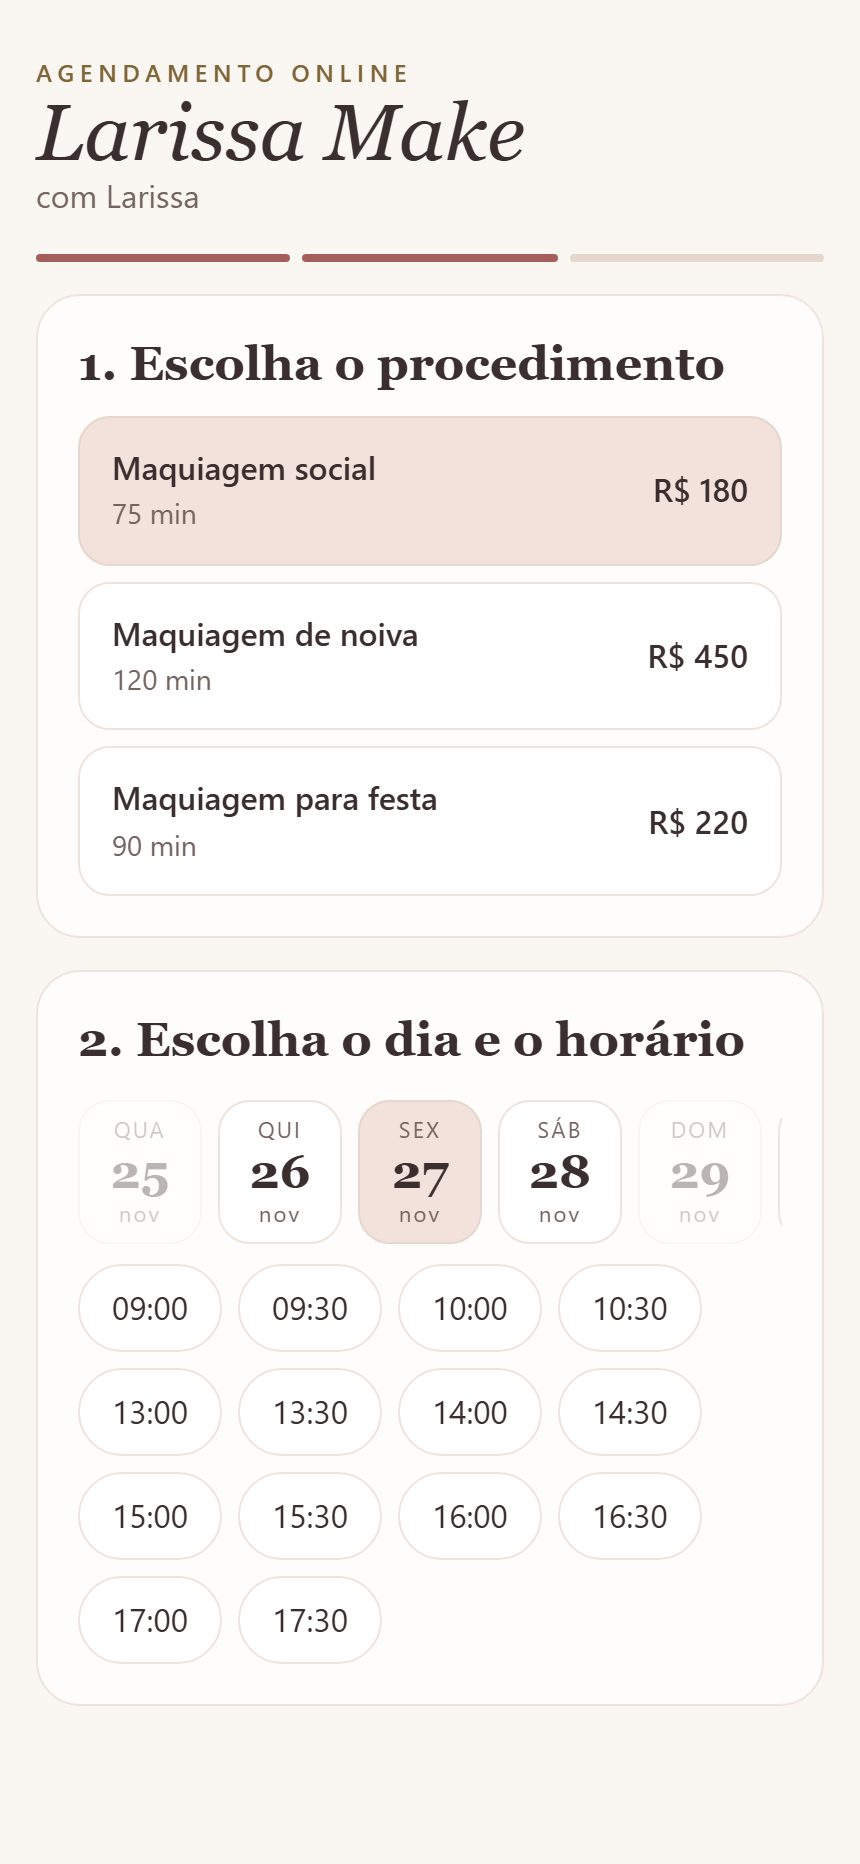 AGENDAMENTO ONLINE
Larissa Make
com Larissa
1. Escolha o procedimento
Maquiagem social
75 min
R$ 180
Maquiagem de noiva
120 min
R$ 450
Maquiagem para festa
90 min
R$ 220
2. Escolha o dia e o horário
QUA QUI SEX SÁB DOM
25 26 27 28 29
nov nov nov nov nov
09:00 09:30 10:00 10:30
13:00 13:30 14:00 14:30
15:00 15:30 16:00 16:30
17:00 17:30